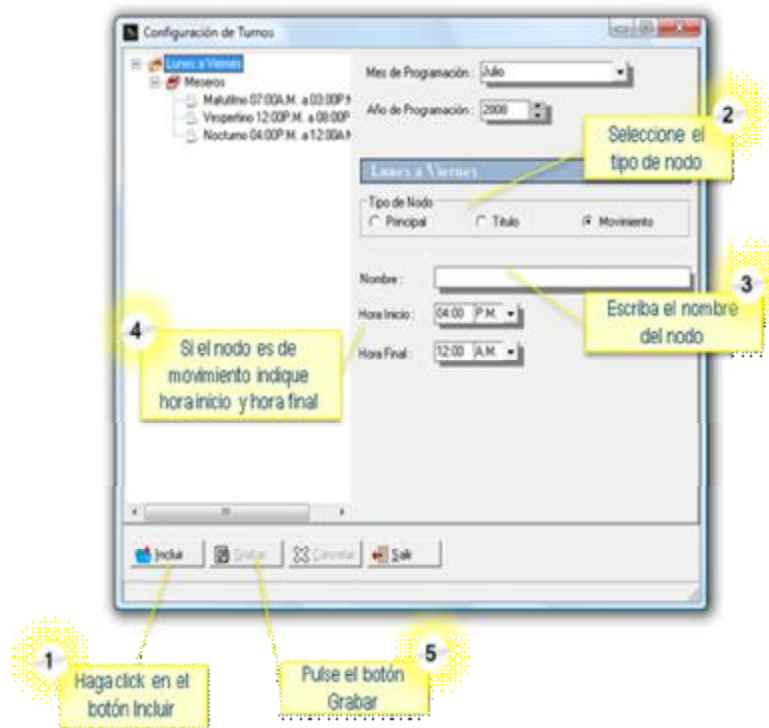 Configuración de Turnos
Lunes a Viernes
Meseros
Matutino 07:00A.M. a 03:00P.M
Vespertino 12:00P.M. a 08:00P
Nocturno 04:00P.M. a 12:00A.M
Mes de Programación : Julio
Año de Programación : 2008
2
Seleccione el
tipo de nodo
Lunes a Viernes
Tipo de Nodo
Principal
Titulo
Movimiento
Nombre :
3
Escriba el nombre
del nodo
Hora Inicio : 04:00 P.M.
Hora Final : 12:00 A.M.
4
Si el nodo es de
movimiento indique
hora inicio y hora final
Incluir
Grabar
Cancelar
Salir
1
Haga click en el
botón Incluir
5
Pulse el botón
Grabar